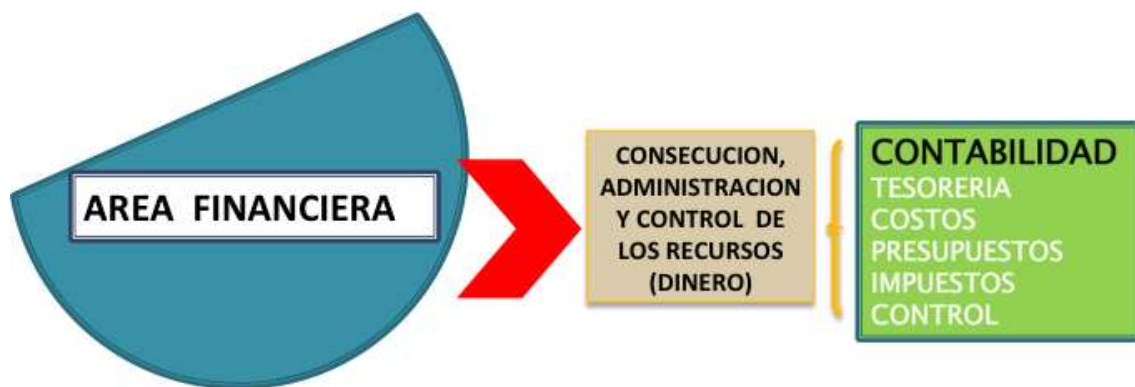 AREA FINANCIERA
CONSECUCION,
ADMINISTRACION
Y CONTROL DE
LOS RECURSOS
(DINERO)
CONTABILIDAD
TESORERIA
COSTOS
PRESUPUESTOS
IMPUESTOS
CONTROL